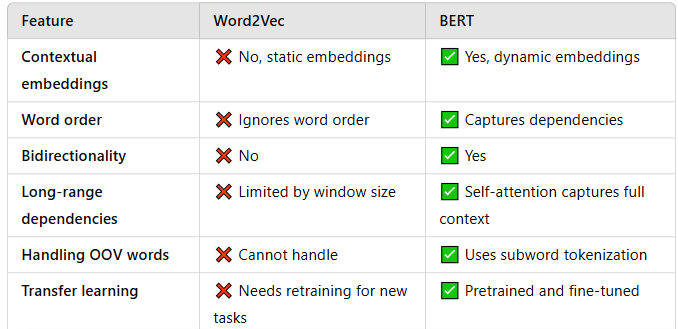 Feature Word2Vec BERT
Contextual embeddings ❌ No, static embeddings ✅ Yes, dynamic embeddings
Word order ❌ Ignores word order ✅ Captures dependencies
Bidirectionality ❌ No ✅ Yes
Long-range dependencies ❌ Limited by window size ✅ Self-attention captures full context
Handling OOV words ❌ Cannot handle ✅ Uses subword tokenization
Transfer learning ❌ Needs retraining for new tasks ✅ Pretrained and fine-tuned